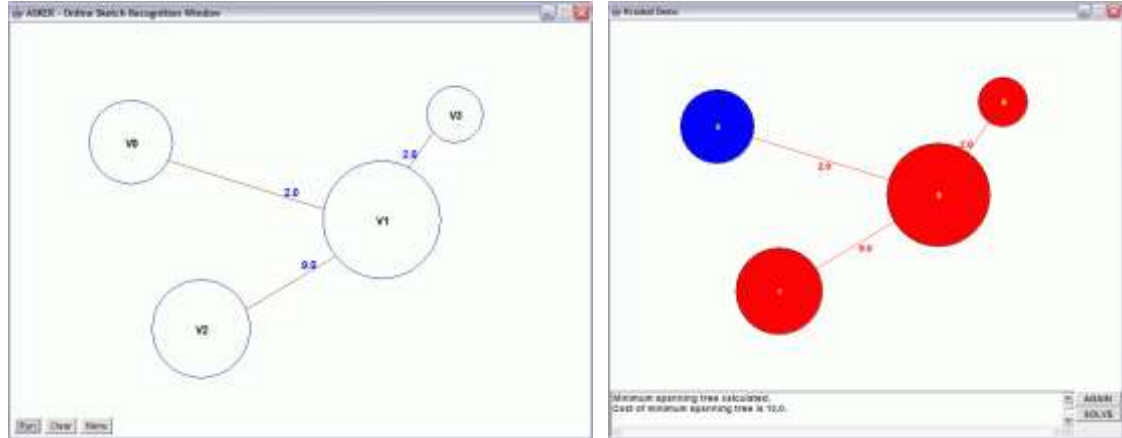 ASKER - Online Sketch Recognition Window
V0
V3
2.0
2.0
V1
9.0
V2
Run Clear Menu
Kruskal Demo
2.0
2.0
9.0
Minimum spanning tree calculated.
Cost of minimum spanning tree is 13.0.
AGAIN
SOLVE